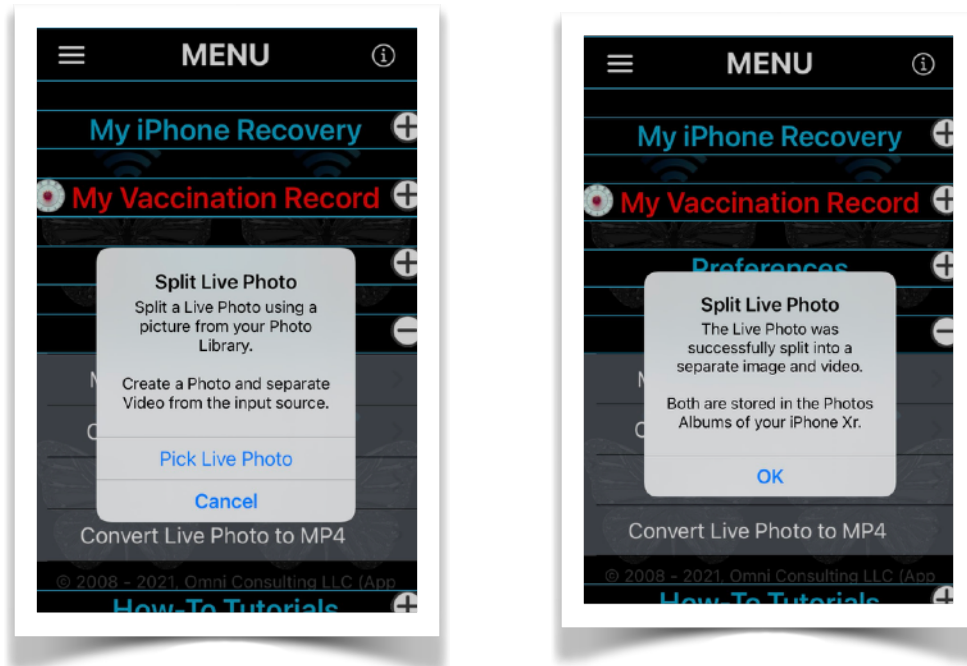 MENU
My iPhone Recovery
My Vaccination Record
Split Live Photo
Split a Live Photo using a
picture from your Photo
Library.
Create a Photo and separate
Video from the input source.
Pick Live Photo
Cancel
Convert Live Photo to MP4
© 2008 - 2021, Omni Consulting LLC (App
How-To Tutorials
MENU
My iPhone Recovery
My Vaccination Record
Preferences
Split Live Photo
The Live Photo was
successfully split into a
separate image and video.
Both are stored in the Photos
Albums of your iPhone Xr.
OK
Convert Live Photo to MP4
© 2008 - 2021, Omni Consulting LLC (App
How-To Tutorials